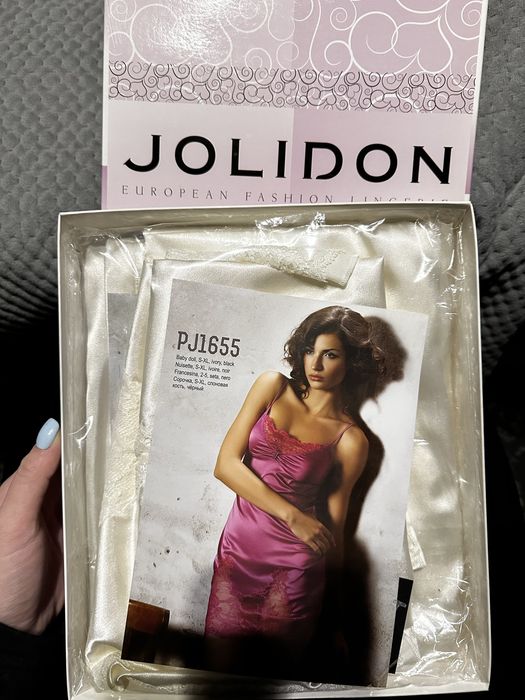 JOLIDON
EUROPEAN FASHION LINGERIE
PJ1655
Baby doll, S-XL, ivory, black
Nuisette, S-XL, ivoire, noir
Francesina, 2-5, seta, nero
Сорочка, S-XL, слоновая
кость, чёрный